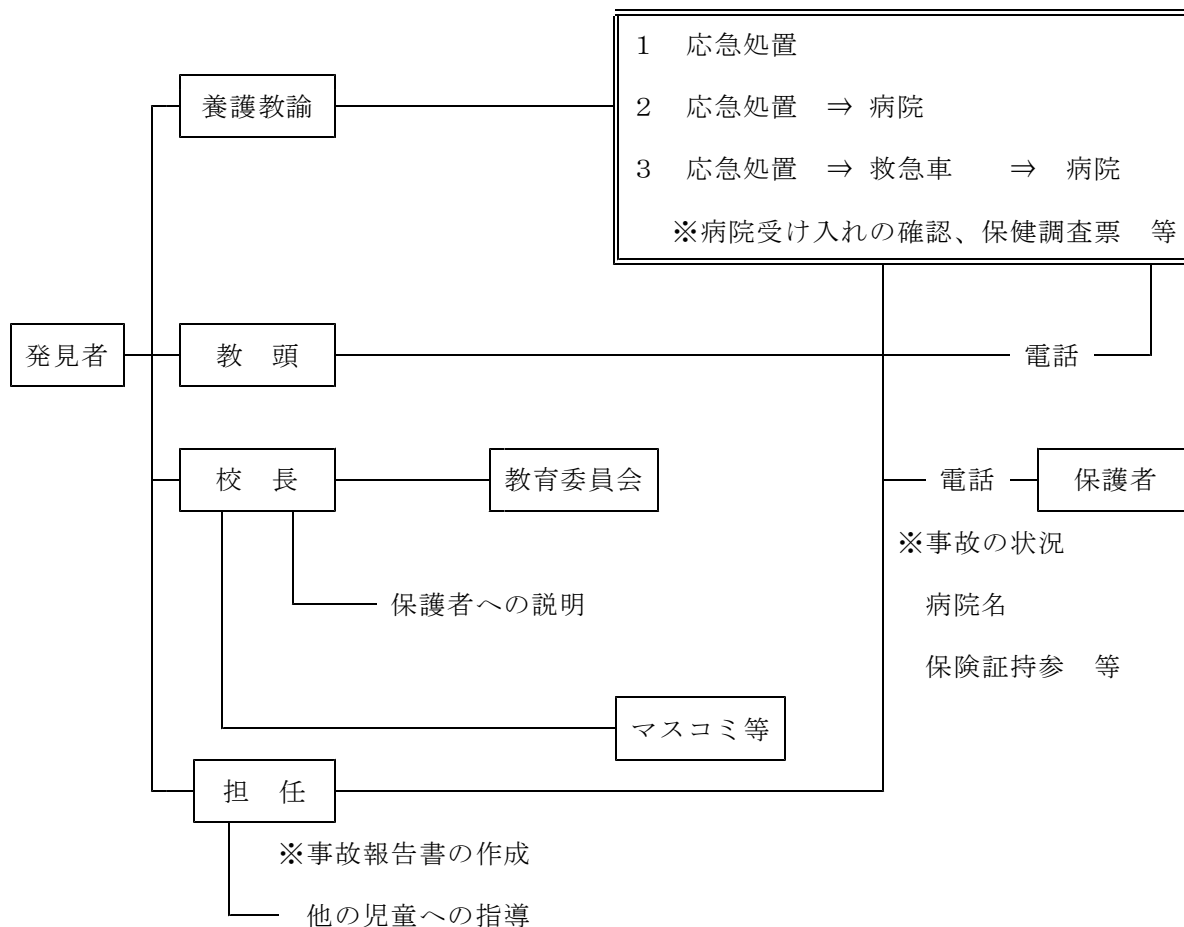 １　応急処置
養護教諭
２　応急処置　⇒ 病院
３　応急処置　⇒ 救急車　　⇒　病院
※病院受け入れの確認、保健調査票　等
発見者
教　頭
電話
校　長
教育委員会
電話
保護者
※事故の状況
保護者への説明
病院名
保険証持参　等
マスコミ等
担　任
※事故報告書の作成
他の児童への指導